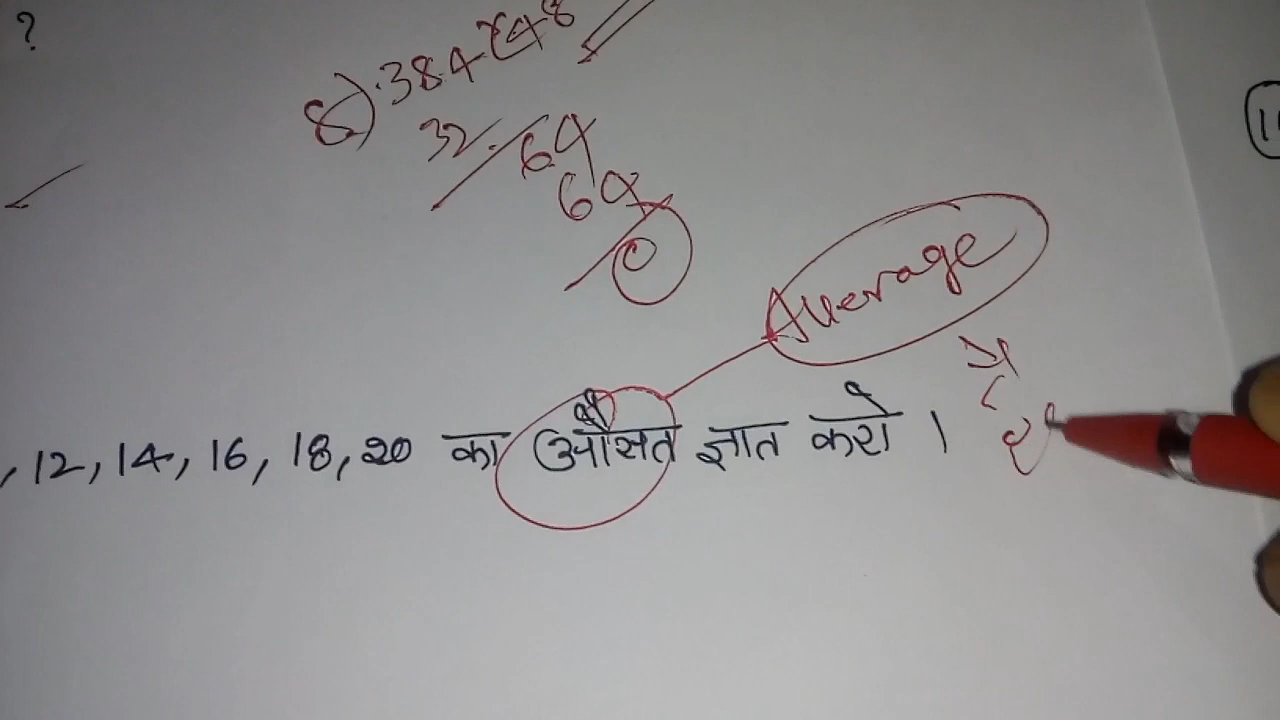 ?
8) 384 (48
32
64
64
0
Average
, 12, 14, 16, 18, 20 का औसत ज्ञात करो ।